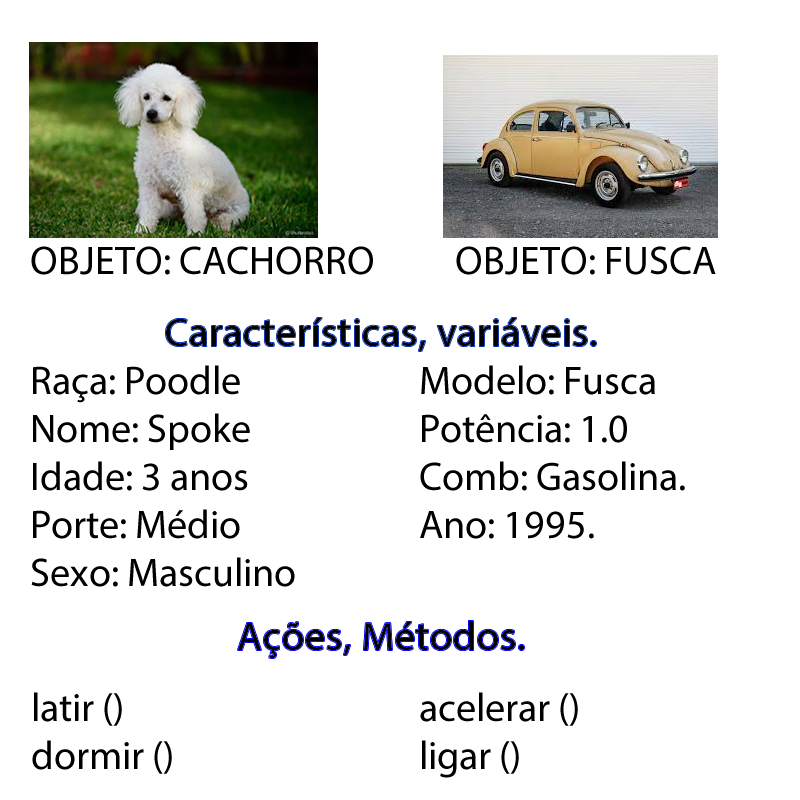 OBJETO: CACHORRO
OBJETO: FUSCA
Características, variáveis.
Raça: Poodle
Nome: Spoke
Idade: 3 anos
Porte: Médio
Sexo: Masculino
Modelo: Fusca
Potência: 1.0
Comb: Gasolina.
Ano: 1995.
Ações, Métodos.
latir ()
dormir ()
acelerar ()
ligar ()